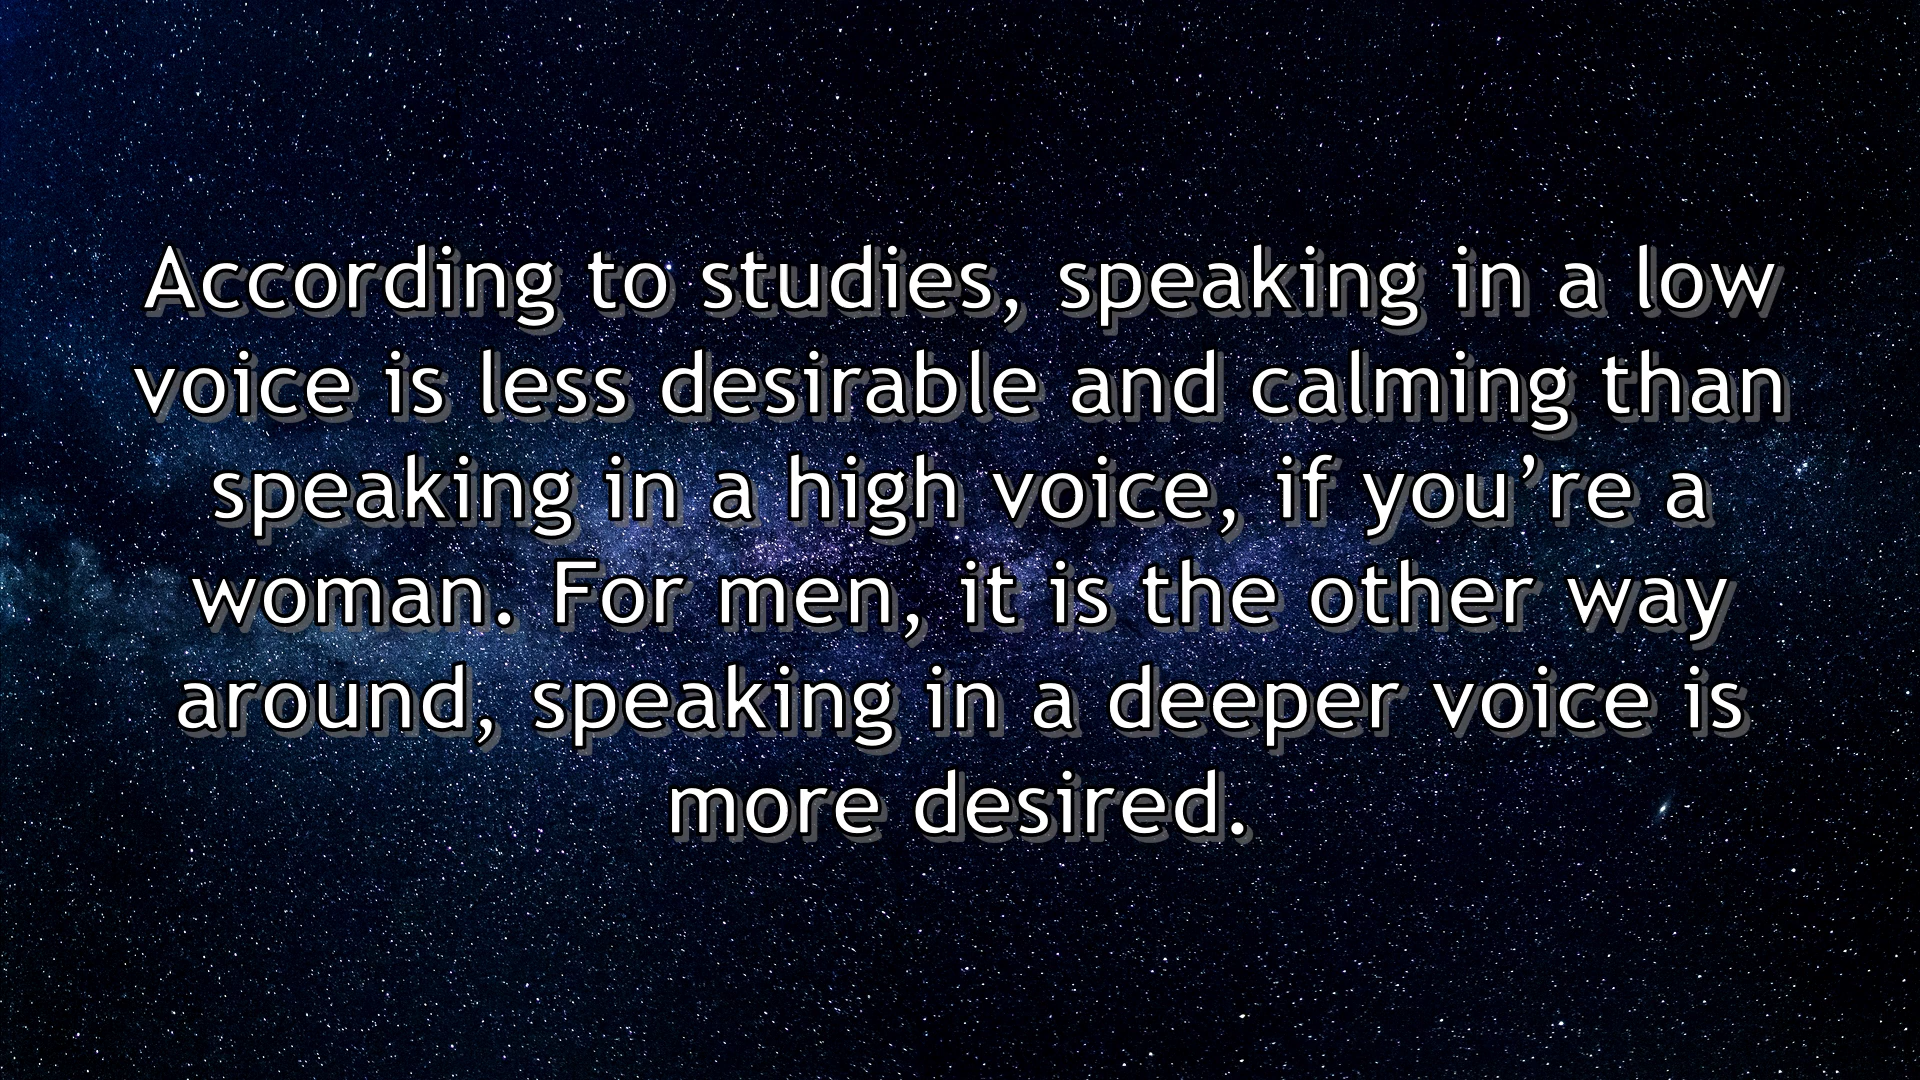 According to studies, speaking in a low
voice is less desirable and calming than
speaking in a high voice, if you’re a
woman. For men, it is the other way
around, speaking in a deeper voice is
more desired.